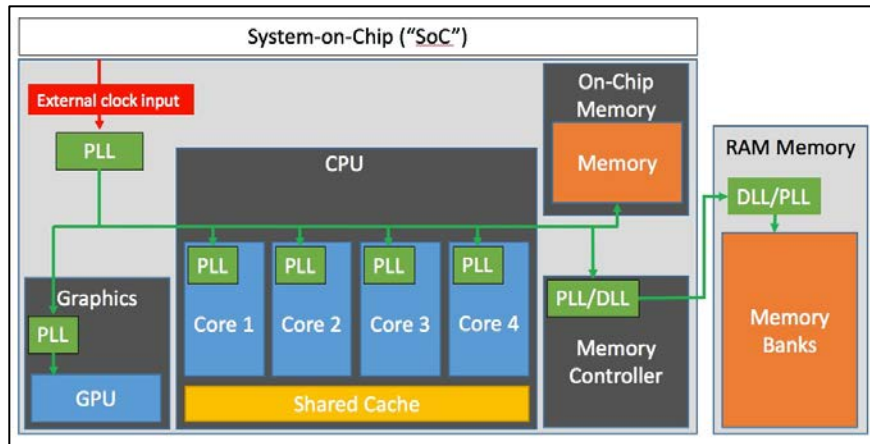 System-on-Chip (“SoC”)
External clock input
PLL
On-Chip
Memory
Memory
CPU
RAM Memory
DLL/PLL
PLL
PLL
PLL
PLL
Core 1
Core 2
Core 3
Core 4
Shared Cache
Graphics
PLL
GPU
PLL/DLL
Memory
Controller
Memory
Banks